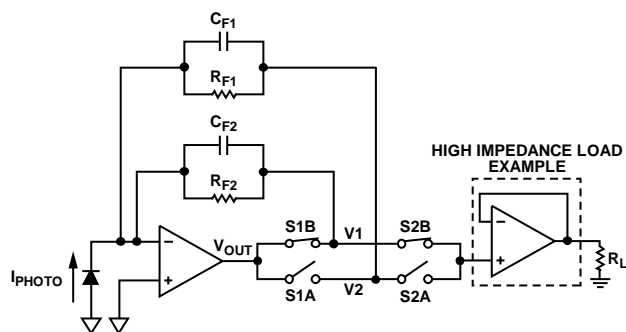 CF1
RF1
CF2
RF2
HIGH IMPEDANCE LOAD
EXAMPLE
S1B
V1
S2B
VOUT
IPHOTO
S1A
V2
S2A
RL
−
+
−
+